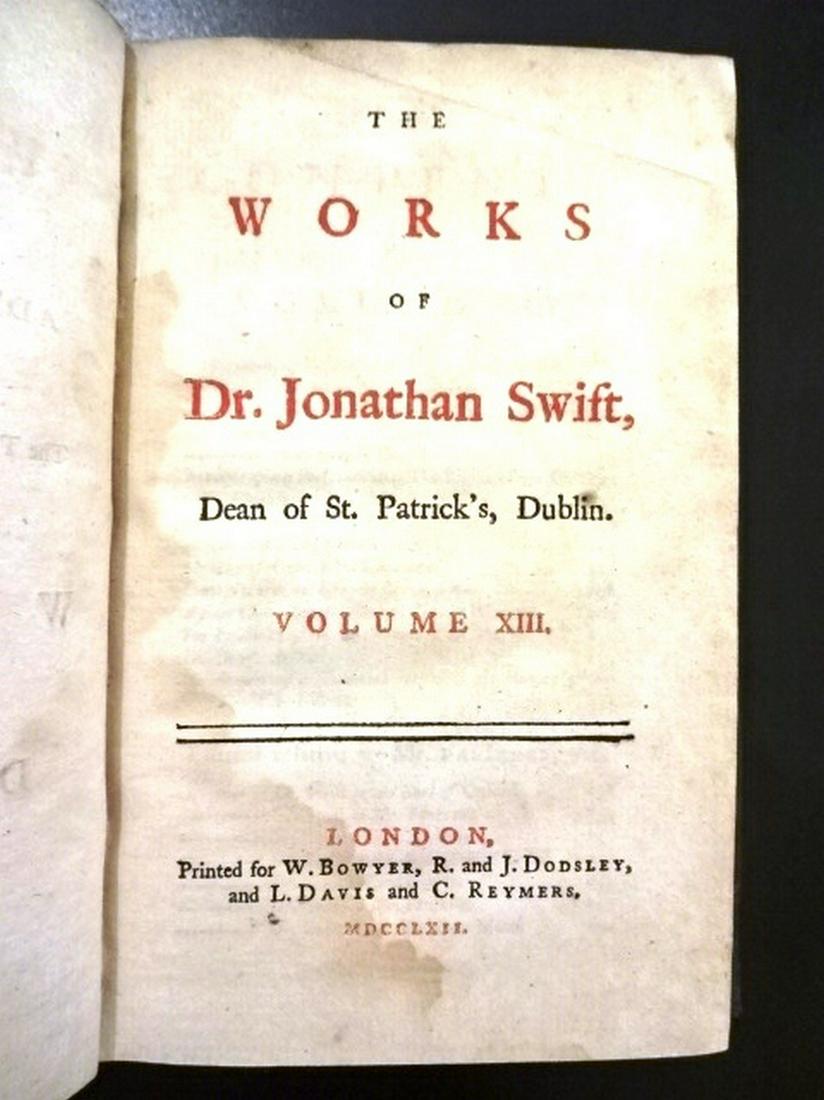 THE
WORKS
OF
Dr. Jonathan Swift,
Dean of St. Patrick's, Dublin.
VOLUME XIII.
LONDON,
Printed for W. BOWYER, R. and J. DODSLEY,
and L. DAVIS and C. REYMERS,
MDCCLXII.